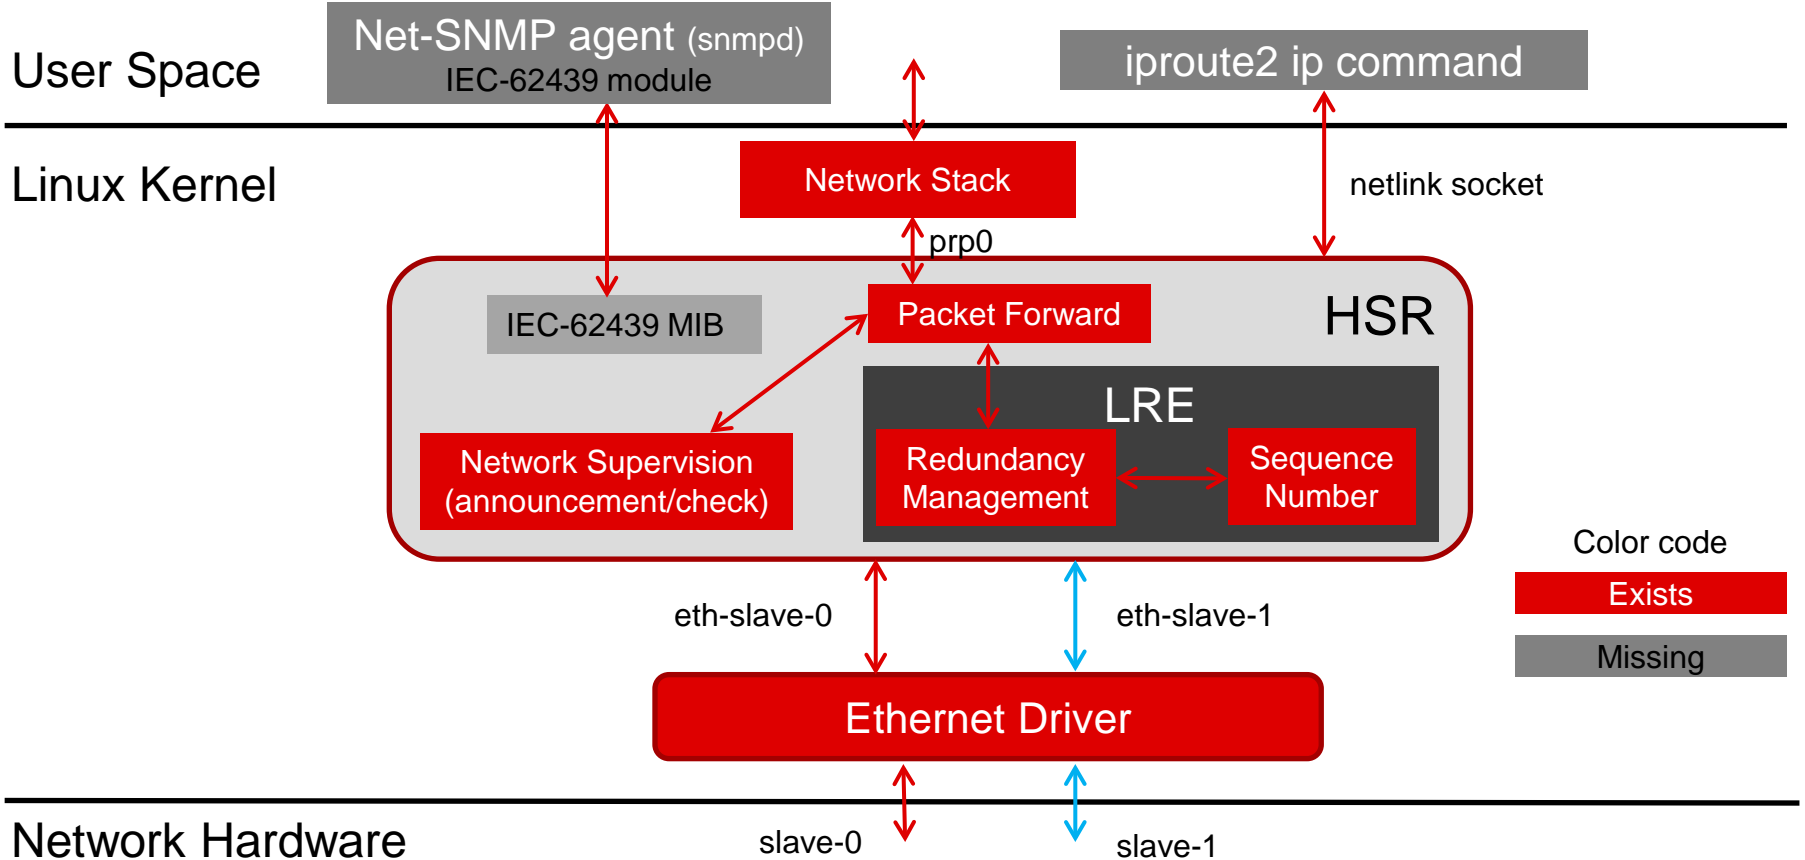 Net-SNMP agent (snmpd)
IEC-62439 module
iproute2 ip command
User Space
Linux Kernel
Network Stack
netlink socket
prp0
IEC-62439 MIB
Packet Forward
HSR
LRE
Network Supervision
(announcement/check)
Redundancy
Management
Sequence
Number
Color code
Exists
Missing
eth-slave-0
eth-slave-1
Ethernet Driver
Network Hardware
slave-0
slave-1